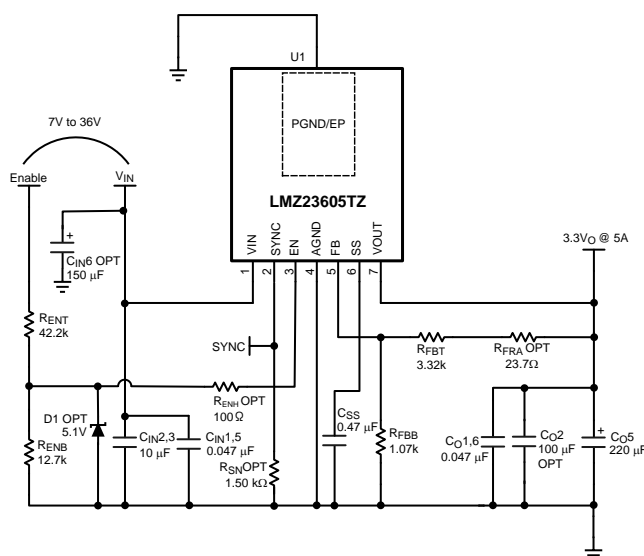 U1
PGND/EP
7V to 36V
Enable
VIN
LMZ23605TZ
3.3VO @ 5A
CIN6 OPT
150 µF
VIN
SYNC
EN
AGND
FB
SS
VOUT
1
2
3
4
5
6
7
RENT
42.2k
SYNC
RFBT
3.32k
RFRA OPT
23.7Ω
RENH OPT
100Ω
D1 OPT
5.1V
CSS
0.47 µF
RENB
12.7k
CIN2,3
10 µF
CIN1,5
0.047 µF
RSN OPT
1.50 kΩ
RFBB
1.07k
CO1,6
0.047 µF
CO2
100 µF
OPT
CO5
220 µF
+
+